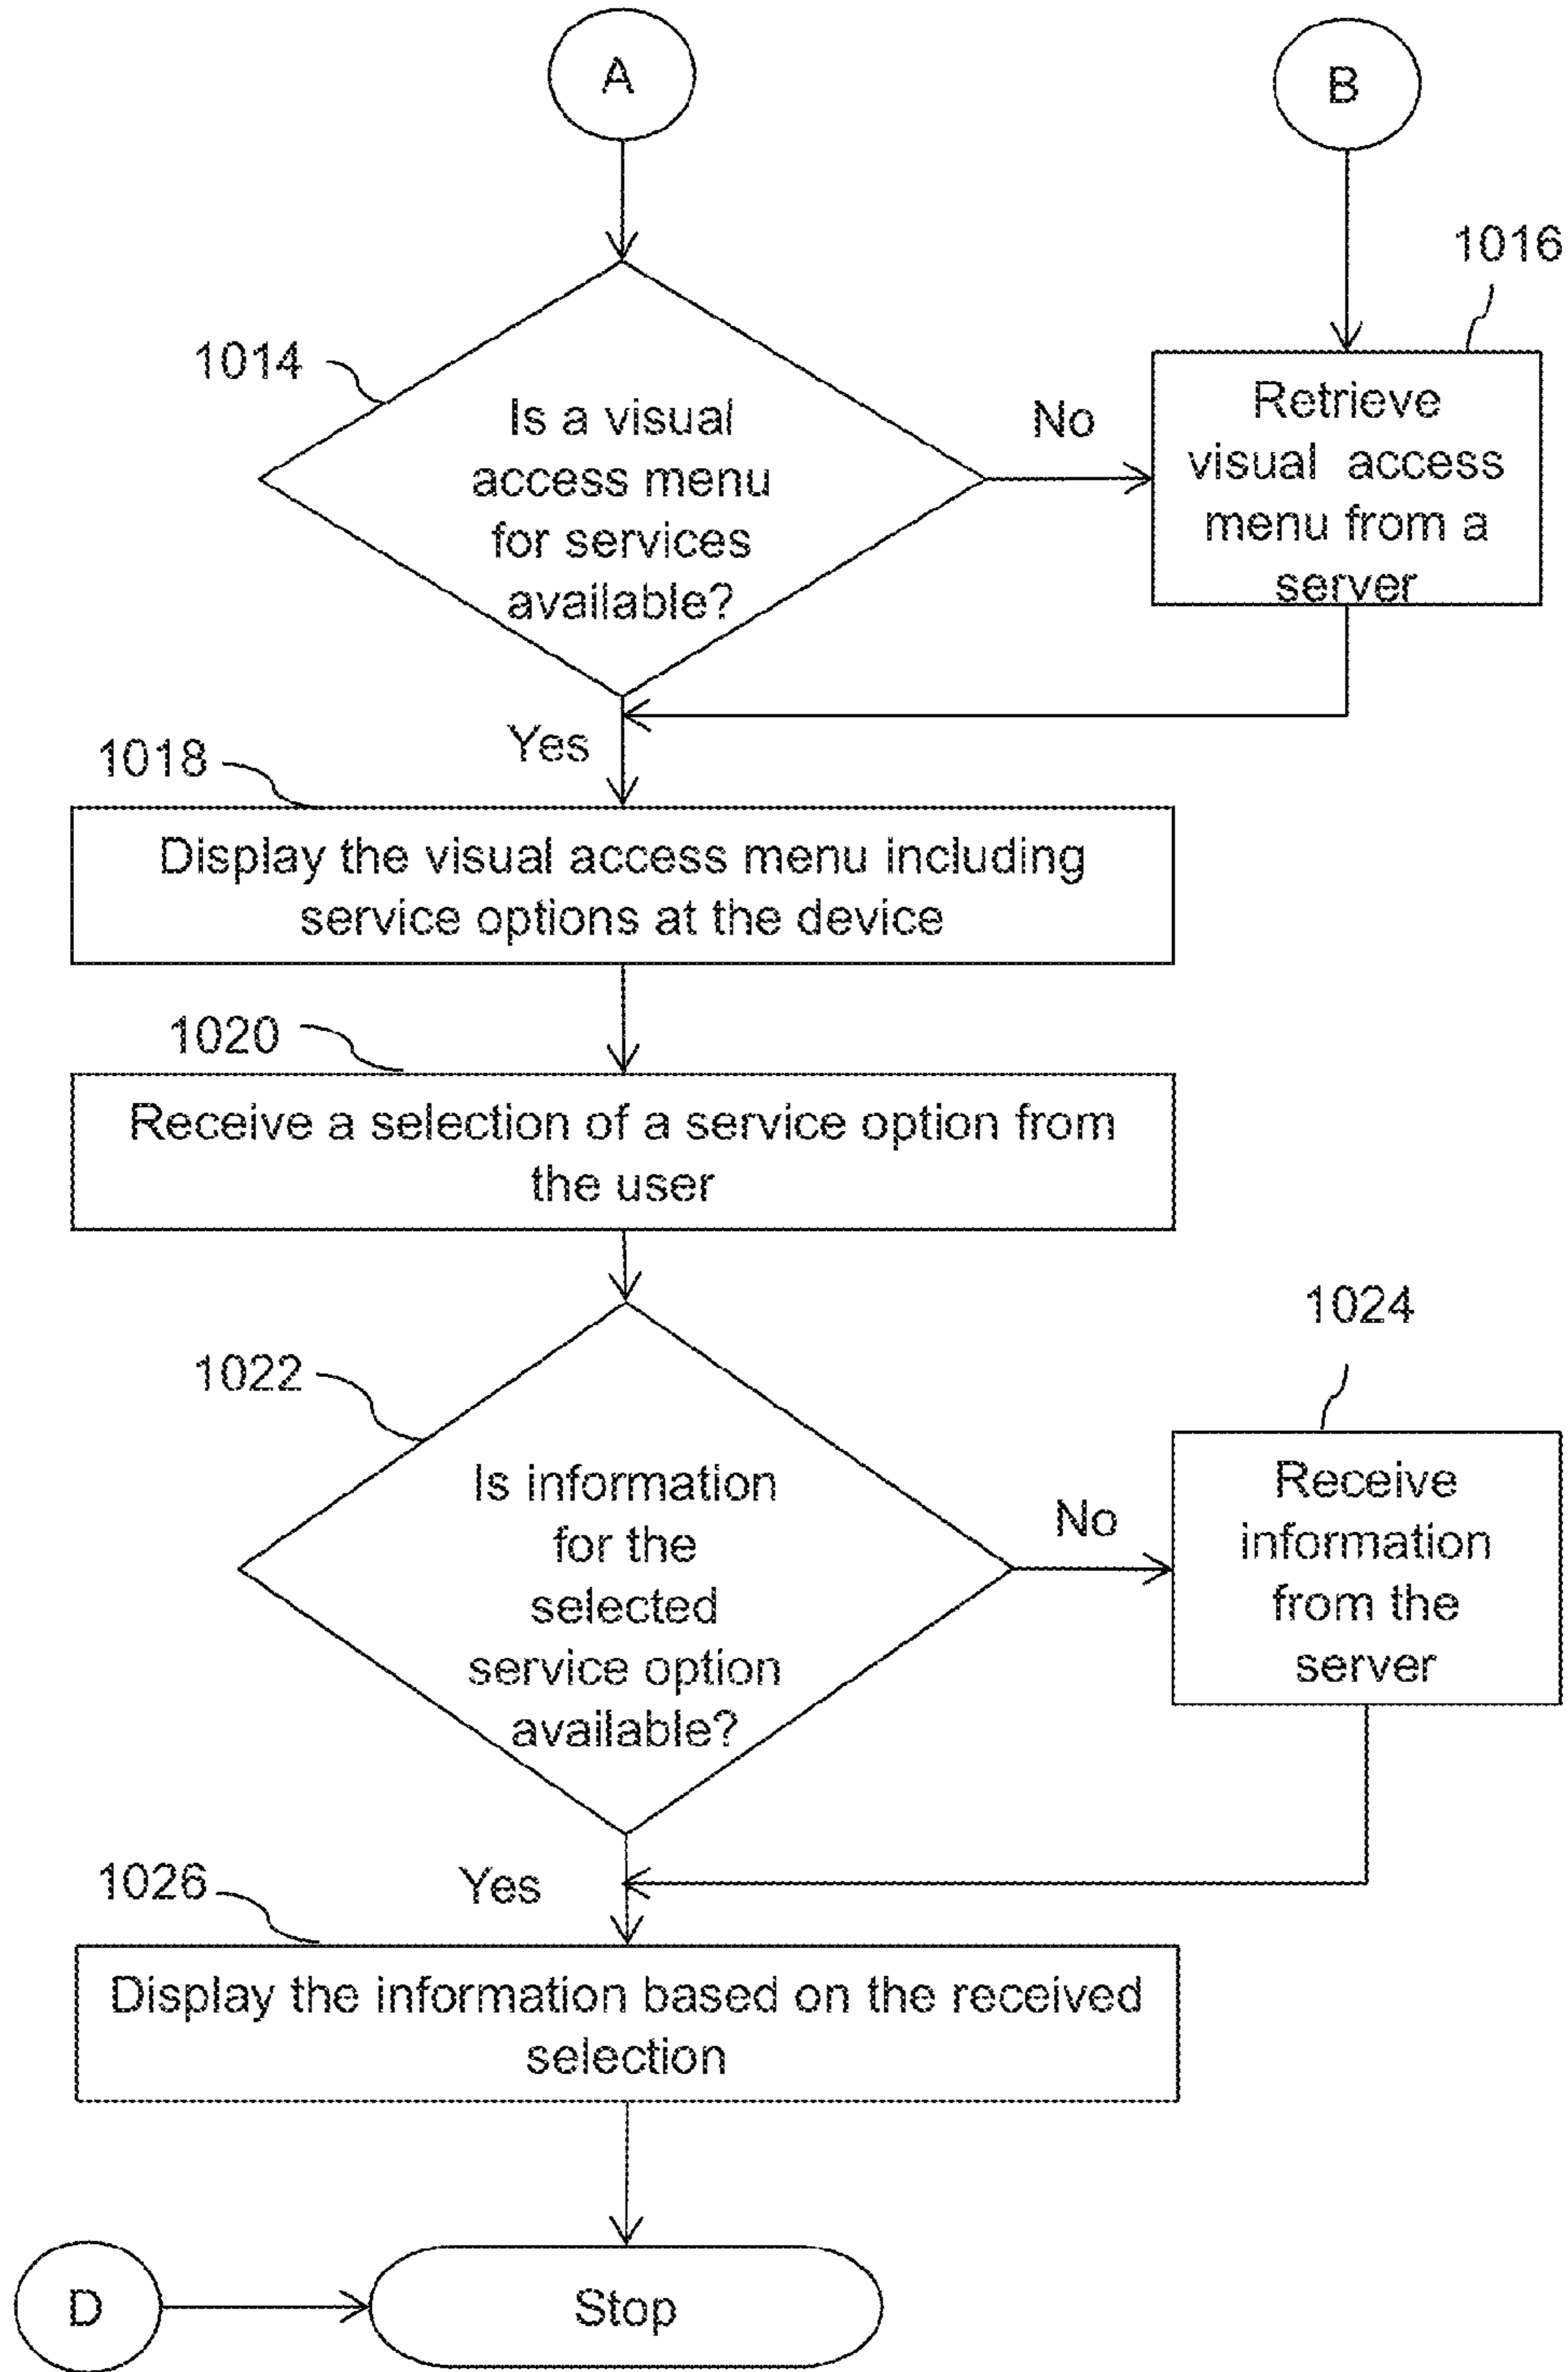 A
B
1016
1014
Is a visual
access menu
for services
available?
No
Retrieve
visual access
menu from a
server
Yes
1018
Display the visual access menu including
service options at the device
1020
Receive a selection of a service option from
the user
1024
1022
Is information
for the
selected
service option
available?
No
Receive
information
from the
server
Yes
1026
Display the information based on the received
selection
D
Stop